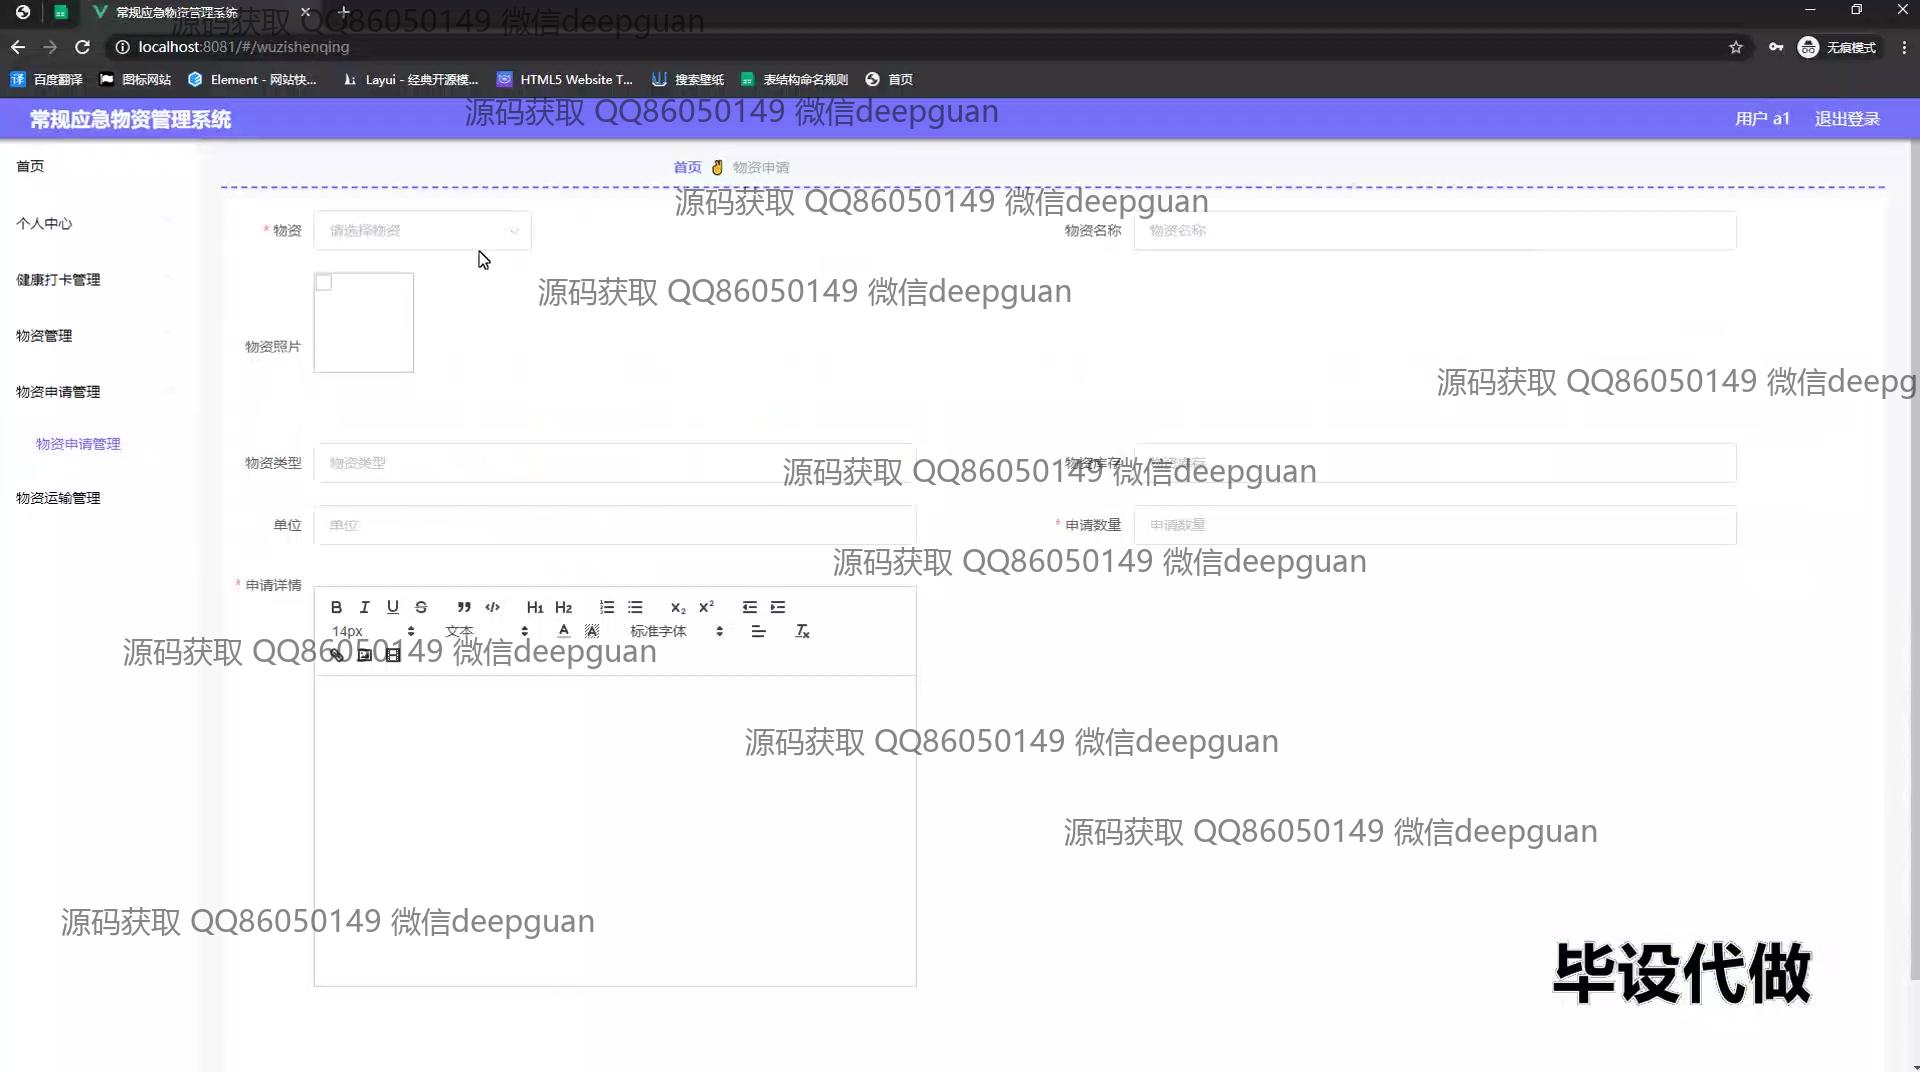 常规应急物资管理系统
源码获取 QQ86050149 微信deepguan
localhost:8081/#/wuzishenqing
无痕模式
百度翻译
图标网站
Element - 网站快...
Layui - 经典开源模...
HTML5 Website T...
搜索壁纸
表结构命名规则
首页
常规应急物资管理系统
源码获取 QQ86050149 微信deepguan
用户 a1
退出登录
首页
个人中心
健康打卡管理
物资管理
物资申请管理
物资申请管理
物资运输管理
首页
物资申请
源码获取 QQ86050149 微信deepguan
* 物资
请选择物资
物资名称
物资名称
源码获取 QQ86050149 微信deepguan
物资照片
源码获取 QQ86050149 微信deepg
物资类型
物资类型
物资库存
物资库存
源码获取 QQ86050149 微信deepguan
单位
单位
* 申请数量
申请数量
源码获取 QQ86050149 微信deepguan
* 申请详情
B I U S H1 H2 X2 X2
14px
文本
标准字体
源码获取 QQ86050149 微信deepguan
源码获取 QQ86050149 微信deepguan
源码获取 QQ86050149 微信deepguan
源码获取 QQ86050149 微信deepguan
毕设代做